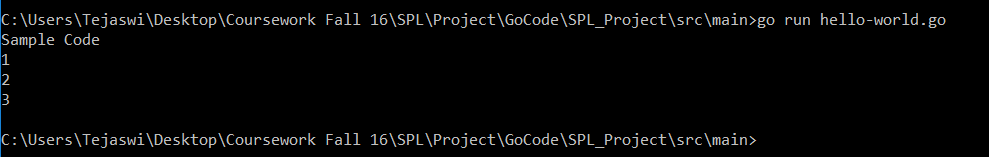 C:\Users\Tejaswi\Desktop\Coursework Fall 16\SPL\Project\GoCode\SPL_Project\src\main>go run hello-world.go
Sample Code
1
2
3
C:\Users\Tejaswi\Desktop\Coursework Fall 16\SPL\Project\GoCode\SPL_Project\src\main>